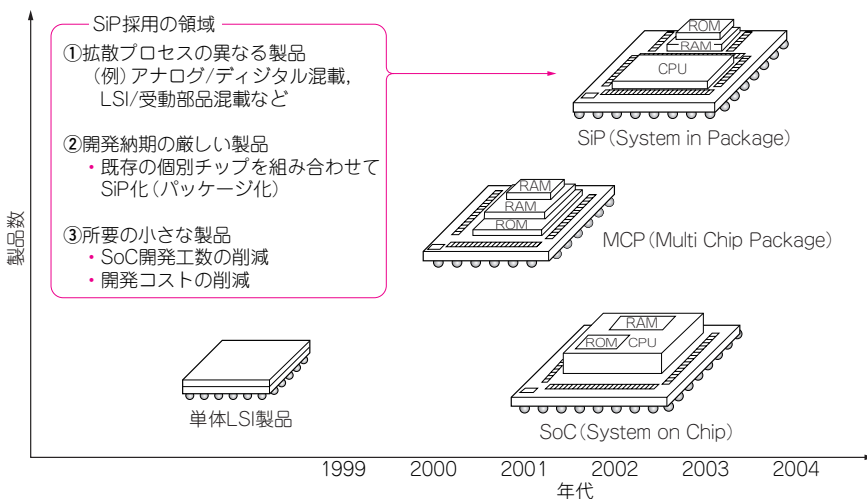 SiP採用の領域
①拡散プロセスの異なる製品
(例)アナログ/ディジタル混載,
LSI/受動部品混載など
②開発納期の厳しい製品
・既存の個別チップを組み合わせて
SiP化(パッケージ化)
③所要の小さな製品
・SoC開発工数の削減
・開発コストの削減
ROM
RAM
CPU
SiP(System in Package)
RAM
RAM
ROM
MCP(Multi Chip Package)
RAM
ROM CPU
SoC(System on Chip)
単体LSI製品
製品数
1999 2000 2001 2002 2003 2004
年代